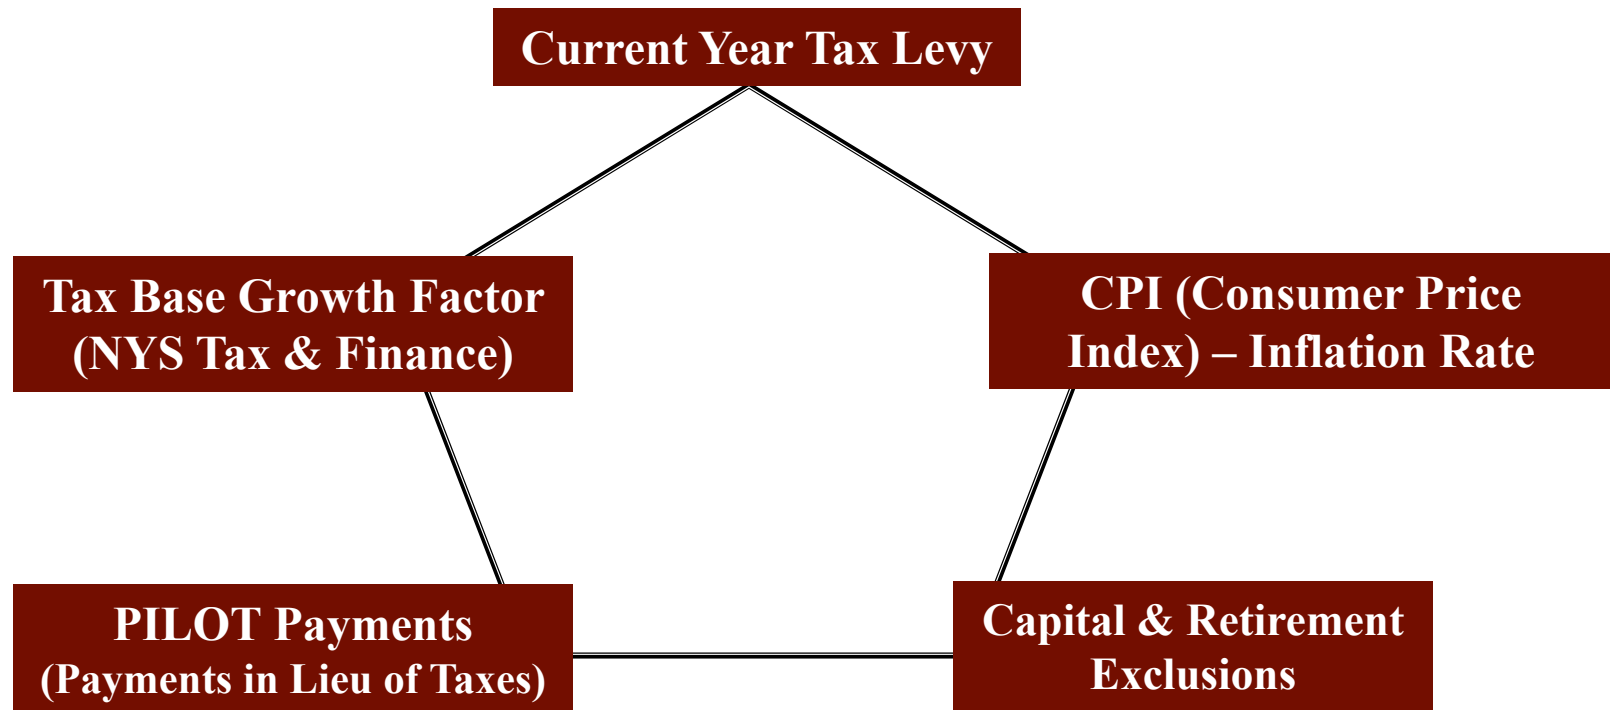 Current Year Tax Levy
Tax Base Growth Factor
(NYS Tax & Finance)
CPI (Consumer Price
Index) – Inflation Rate
PILOT Payments
(Payments in Lieu of Taxes)
Capital & Retirement
Exclusions